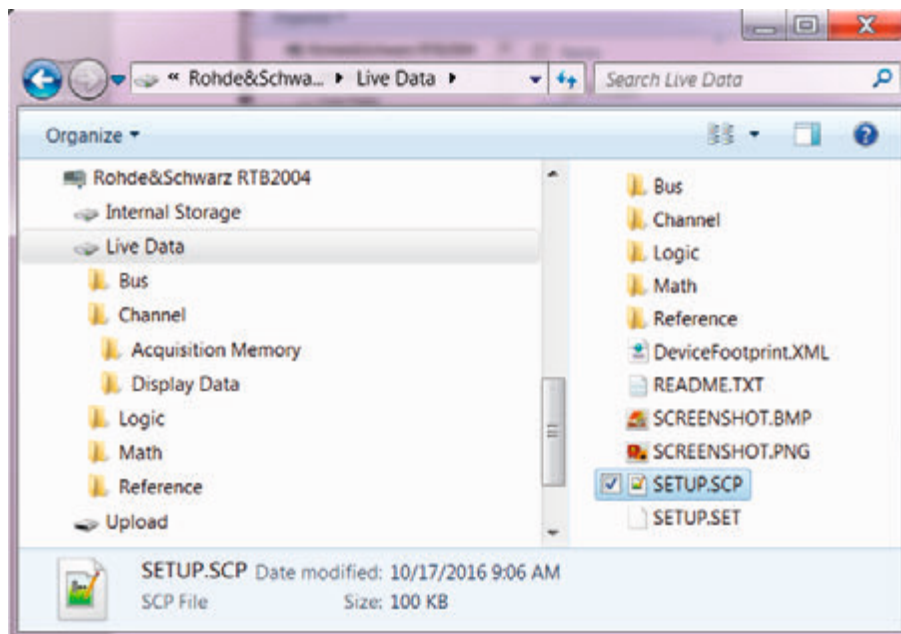 « Rohde&Schwa... ▸ Live Data ▸
Search Live Data
Organize
Rohde&Schwarz RTB2004
Internal Storage
Live Data
Bus
Channel
Acquisition Memory
Display Data
Logic
Math
Reference
Upload
Bus
Channel
Logic
Math
Reference
DeviceFootprint.XML
README.TXT
SCREENSHOT.BMP
SCREENSHOT.PNG
SETUP.SCP
SETUP.SET
SETUP.SCP Date modified: 10/17/2016 9:06 AM
SCP File Size: 100 KB